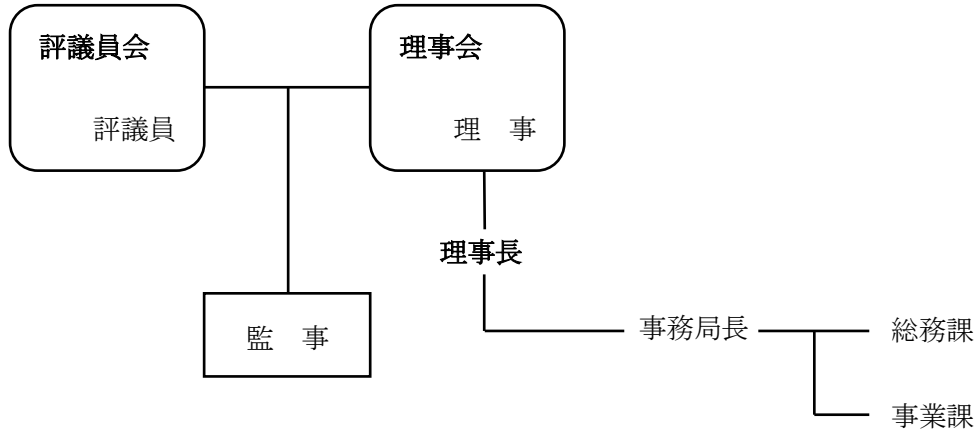 評議員会
評議員
理事会
理　事
理事長
監　事
事務局長
総務課
事業課